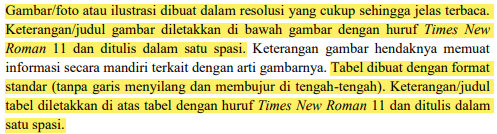 Gambar/foto atau ilustrasi dibuat dalam resolusi yang cukup sehingga jelas terbaca.
Keterangan/judul gambar diletakkan di bawah gambar dengan huruf Times New
Roman 11 dan ditulis dalam satu spasi. Keterangan gambar hendaknya memuat
informasi secara mandiri terkait dengan arti gambarnya. Tabel dibuat dengan format
standar (tanpa garis menyilang dan membujur di tengah-tengah). Keterangan/judul
tabel diletakkan di atas tabel dengan huruf Times New Roman 11 dan ditulis dalam
satu spasi.